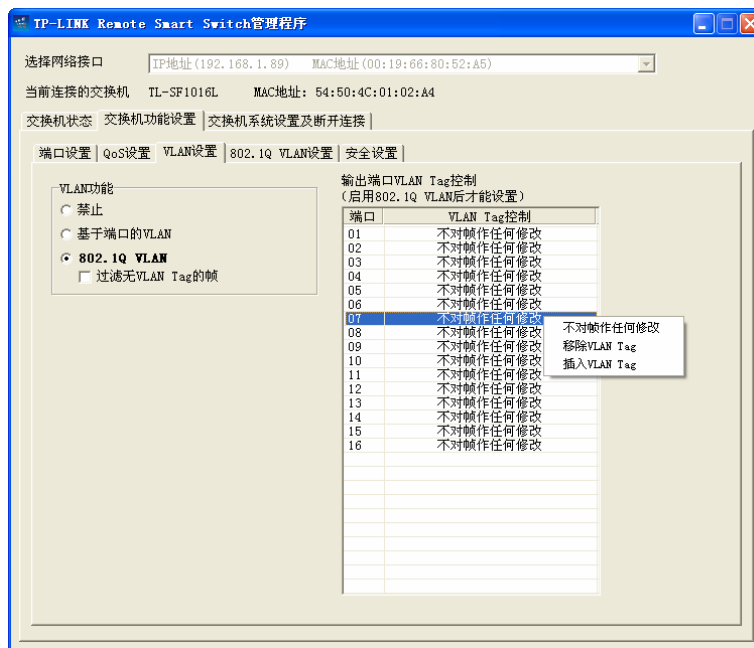 TP-LINK Remote Smart Switch管理程序
选择网络接口 IP地址(192.168.1.89) MAC地址(00:19:66:80:52:A5)
当前连接的交换机 TL-SF1016L MAC地址: 54:50:4C:01:02:A4
交换机状态 交换机功能设置 交换机系统设置及断开连接
端口设置 QoS设置 VLAN设置 802.1Q VLAN设置 安全设置
VLAN功能
禁止
基于端口的VLAN
802.1Q VLAN
过滤无VLAN Tag的帧
输出端口VLAN Tag控制
(启用802.1Q VLAN后才能设置)
端口 VLAN Tag控制
01 不对帧作任何修改
02 不对帧作任何修改
03 不对帧作任何修改
04 不对帧作任何修改
05 不对帧作任何修改
06 不对帧作任何修改
07 不对帧作任何修改
08 不对帧作任何修改
09 不对帧作任何修改
10 不对帧作任何修改
11 不对帧作任何修改
12 不对帧作任何修改
13 不对帧作任何修改
14 不对帧作任何修改
15 不对帧作任何修改
16 不对帧作任何修改
不对帧作任何修改
移除VLAN Tag
插入VLAN Tag